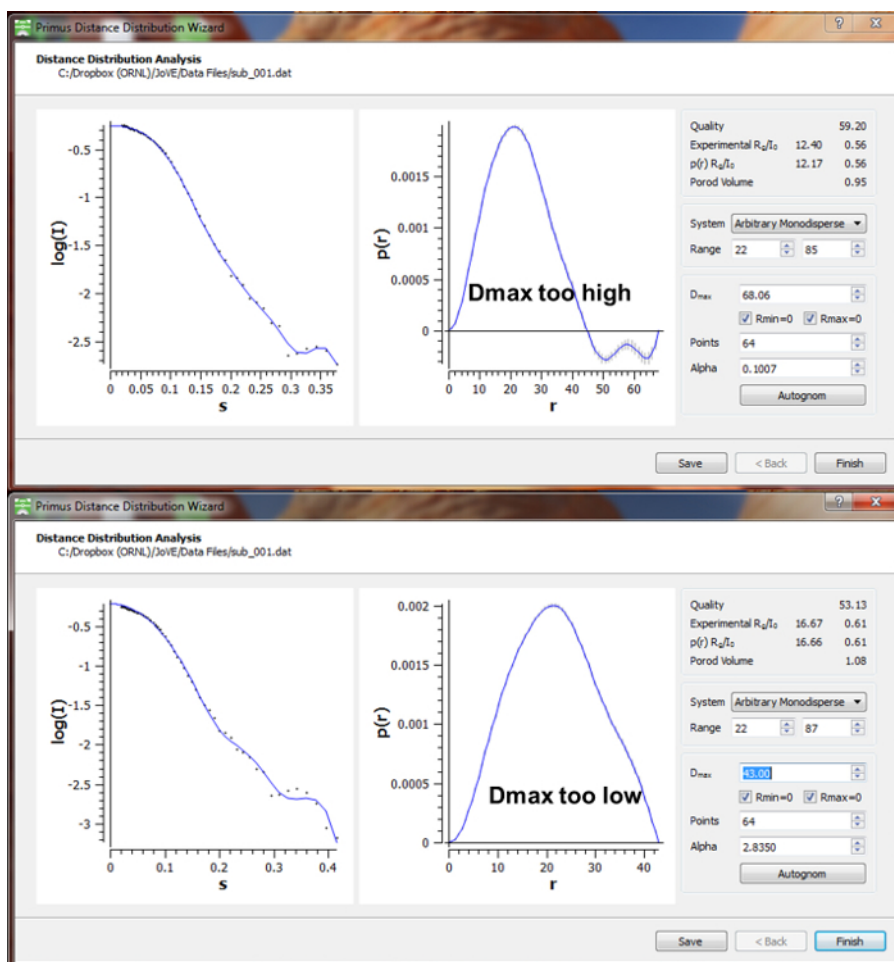 Primus Distance Distribution Wizard
Distance Distribution Analysis
C:/Dropbox (ORNL)/JoVE/Data Files/sub_001.dat
-0.5
-1
-1.5
-2
-2.5
log(I)
0 0.05 0.1 0.15 0.2 0.25 0.3 0.35
s
0.0015
0.001
0.0005
0
p(r)
Dmax too high
0 10 20 30 40 50 60
r
Quality 59.20
Experimental Rg/I₀ 12.40 0.56
p(r) Rg/I₀ 12.17 0.56
Porod Volume 0.95
System Arbitrary Monodisperse
Range 22 85
Dmax 68.06
Rmin=0 Rmax=0
Points 64
Alpha 0.1007
Autognom
Save < Back Finish
Primus Distance Distribution Wizard
Distance Distribution Analysis
C:/Dropbox (ORNL)/JoVE/Data Files/sub_001.dat
-0.5
-1
-1.5
-2
-2.5
-3
log(I)
0 0.1 0.2 0.3 0.4
s
0.002
0.0015
0.001
0.0005
0
p(r)
Dmax too low
0 10 20 30 40
r
Quality 53.13
Experimental Rg/I₀ 16.67 0.61
p(r) Rg/I₀ 16.66 0.61
Porod Volume 1.08
System Arbitrary Monodisperse
Range 22 87
Dmax 43.00
Rmin=0 Rmax=0
Points 64
Alpha 2.8350
Autognom
Save < Back Finish